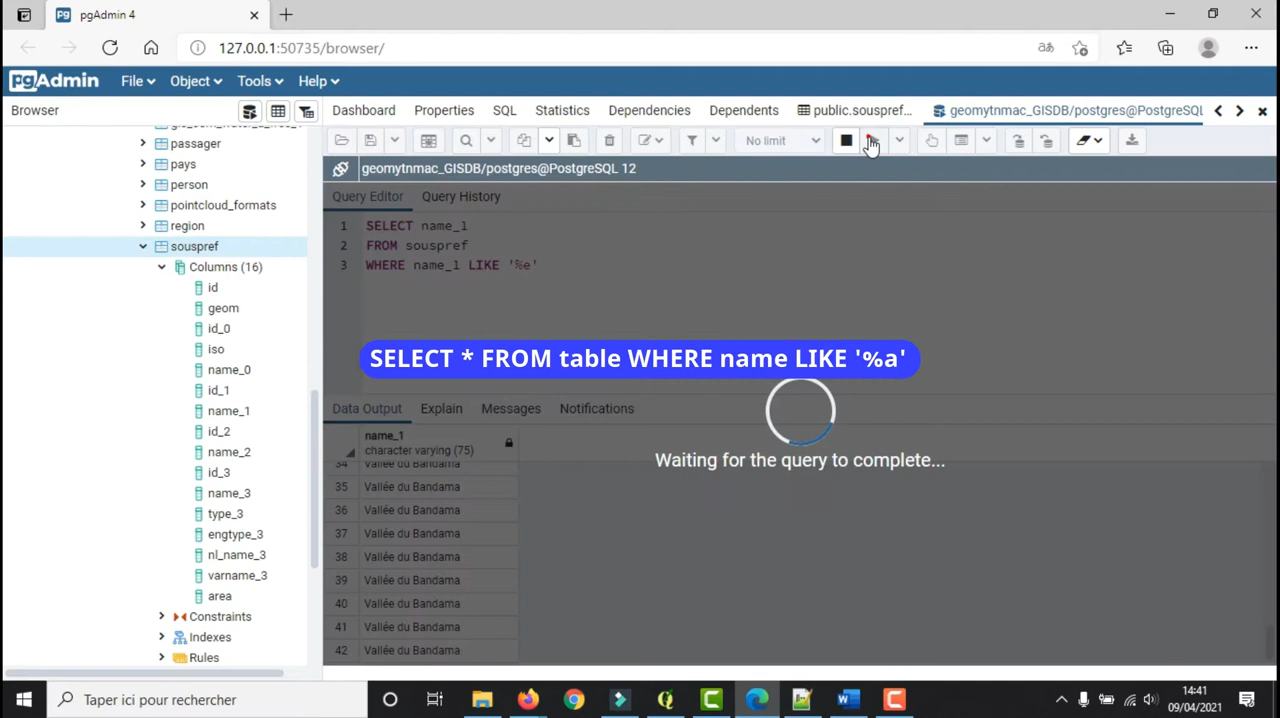 pgAdmin 4
127.0.0.1:50735/browser/
pgAdmin File Object Tools Help
Browser
Dashboard Properties SQL Statistics Dependencies Dependents public.souspref... geomytnmac_GISDB/postgres@PostgreSQL
No limit
passager
pays
person
pointcloud_formats
region
souspref
Columns (16)
id
geom
id_0
iso
name_0
id_1
name_1
id_2
name_2
id_3
name_3
type_3
engtype_3
nl_name_3
varname_3
area
Constraints
Indexes
Rules
geomytnmac_GISDB/postgres@PostgreSQL 12
Query Editor Query History
1 SELECT name_1
2 FROM souspref
3 WHERE name_1 LIKE '%e'
SELECT * FROM table WHERE name LIKE '%a'
Waiting for the query to complete...
Data Output Explain Messages Notifications
name_1
character varying (75)
34 Vallée du Bandama
35 Vallée du Bandama
36 Vallée du Bandama
37 Vallée du Bandama
38 Vallée du Bandama
39 Vallée du Bandama
40 Vallée du Bandama
41 Vallée du Bandama
42 Vallée du Bandama
Taper ici pour rechercher
14:41
09/04/2021